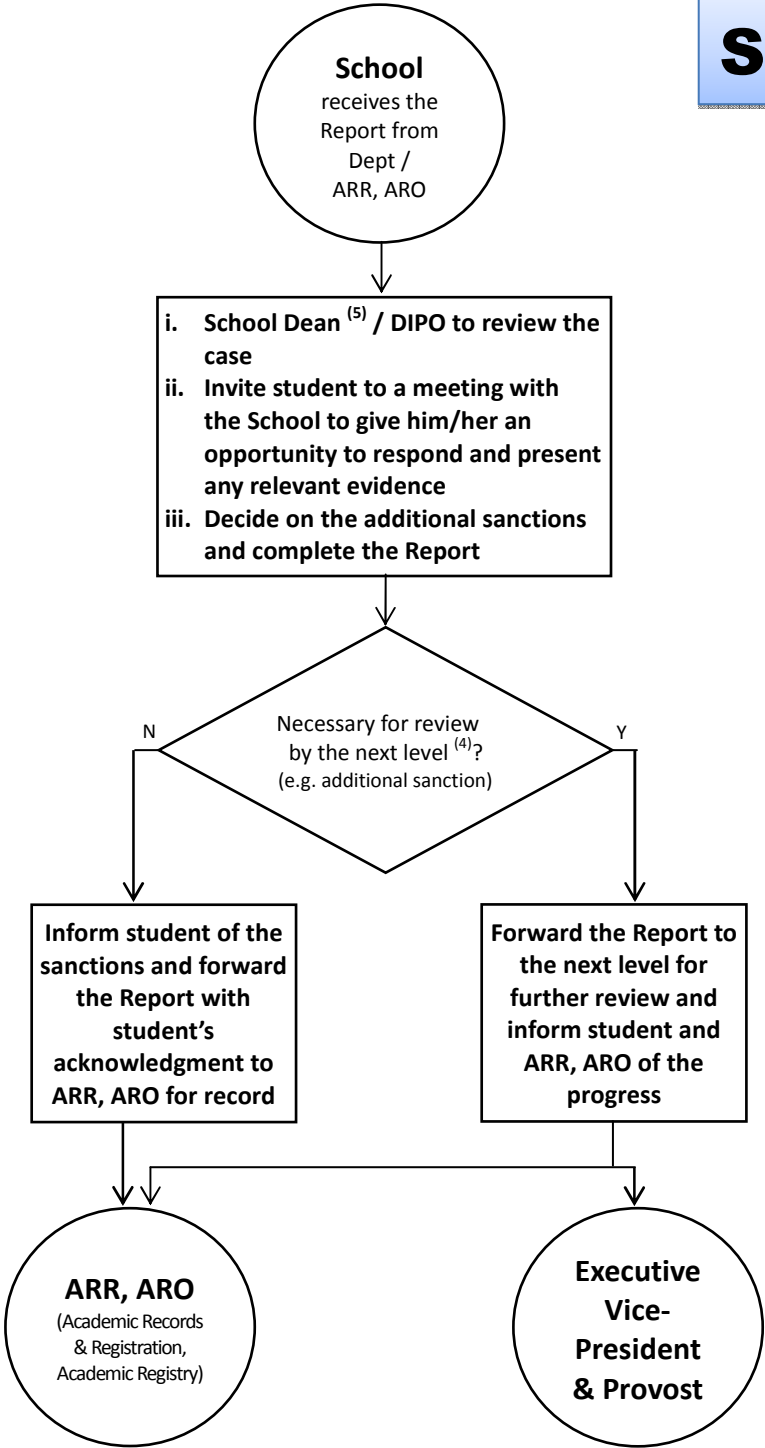 S
School
receives the
Report from
Dept /
ARR, ARO
i. School Dean (5) / DIPO to review the
case
ii. Invite student to a meeting with
the School to give him/her an
opportunity to respond and present
any relevant evidence
iii. Decide on the additional sanctions
and complete the Report
Necessary for review
by the next level (4)?
(e.g. additional sanction)
N
Y
Inform student of the
sanctions and forward
the Report with
student’s
acknowledgment to
ARR, ARO for record
Forward the Report to
the next level for
further review and
inform student and
ARR, ARO of the
progress
ARR, ARO
(Academic Records
& Registration,
Academic Registry)
Executive
Vice-
President
& Provost